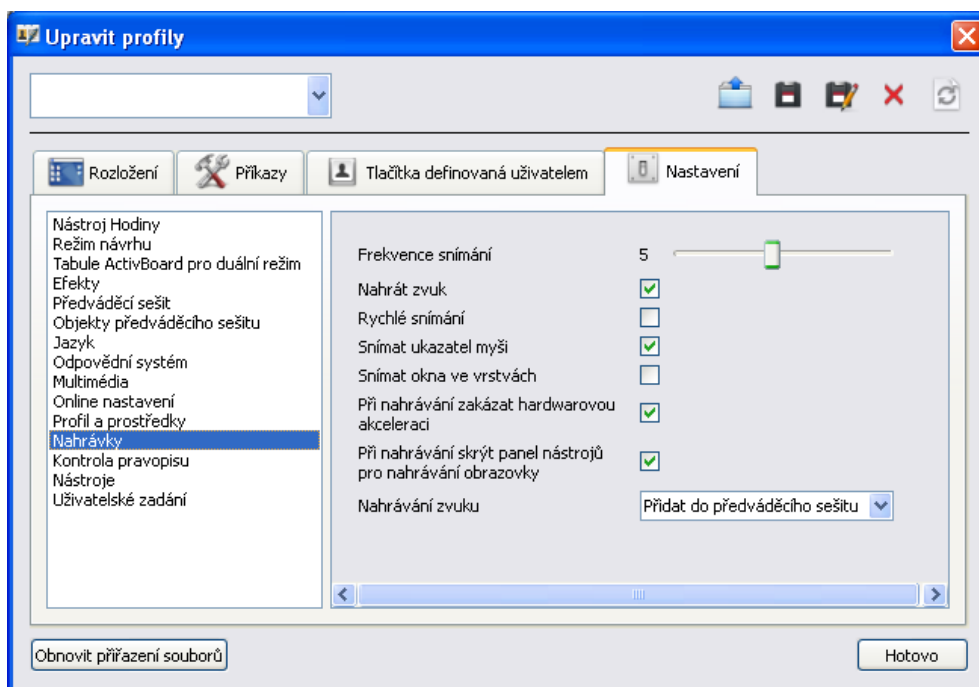 Upravit profily
Rozložení
Příkazy
Tlačítka definovaná uživatelem
Nastavení
Nástroj Hodiny
Režim návrhu
Tabule ActivBoard pro duální režim
Efekty
Předváděcí sešit
Objekty předváděcího sešitu
Jazyk
Odpovědní systém
Multimédia
Online nastavení
Profil a prostředky
Nahrávky
Kontrola pravopisu
Nástroje
Uživatelské zadání
Frekvence snímání 5
Nahrát zvuk
Rychlé snímání
Snímat ukazatel myši
Snímat okna ve vrstvách
Při nahrávání zakázat hardwarovou
akceleraci
Při nahrávání skrýt panel nástrojů
pro nahrávání obrazovky
Nahrávání zvuku Přidat do předváděcího sešitu
Obnovit přiřazení souborů
Hotovo